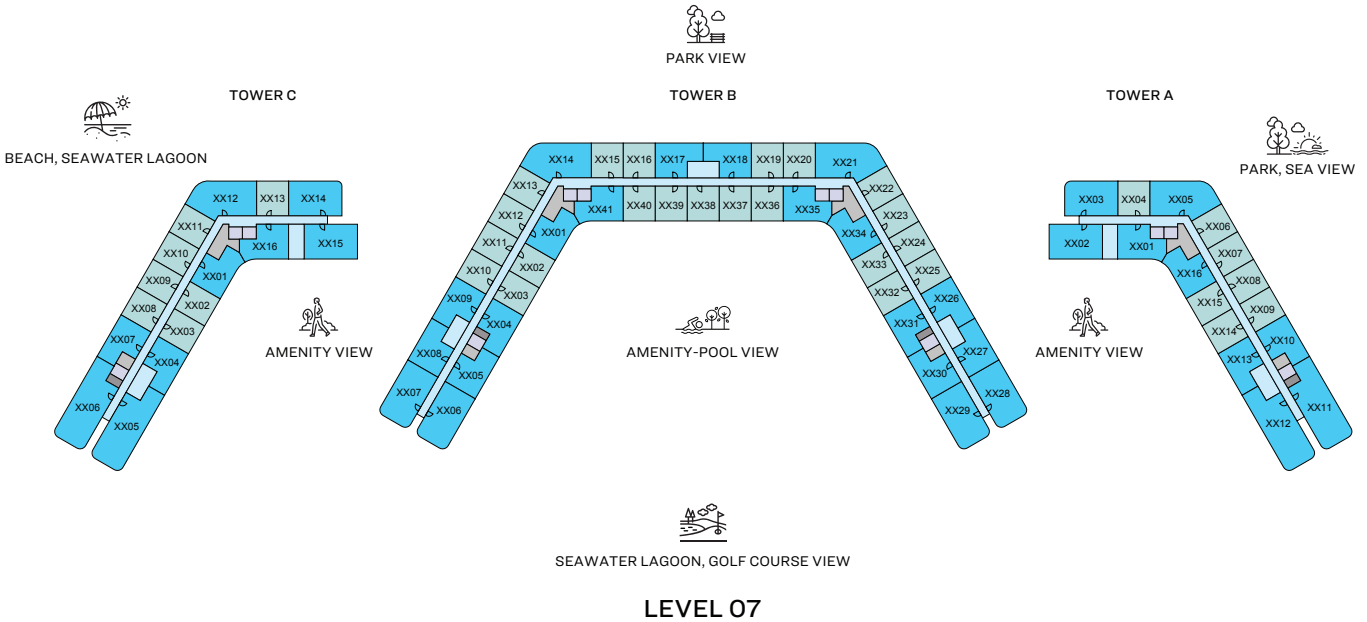 PARK VIEW
TOWER C
TOWER B
TOWER A
BEACH, SEAWATER LAGOON
PARK, SEA VIEW
XX12
XX13
XX14
XX11
XX10
XX09
XX08
XX07
XX06
XX05
XX04
XX03
XX02
XX01
XX16
XX15
XX14
XX15
XX16
XX17
XX18
XX19
XX20
XX21
XX13
XX12
XX11
XX10
XX09
XX08
XX07
XX06
XX05
XX04
XX03
XX02
XX01
XX41
XX40
XX39
XX38
XX37
XX36
XX35
XX34
XX33
XX32
XX31
XX30
XX29
XX28
XX27
XX26
XX25
XX24
XX23
XX22
XX03
XX04
XX05
XX02
XX01
XX16
XX15
XX14
XX13
XX12
XX11
XX10
XX09
XX08
XX07
XX06
AMENITY VIEW
AMENITY-POOL VIEW
AMENITY VIEW
SEAWATER LAGOON, GOLF COURSE VIEW
LEVEL 07